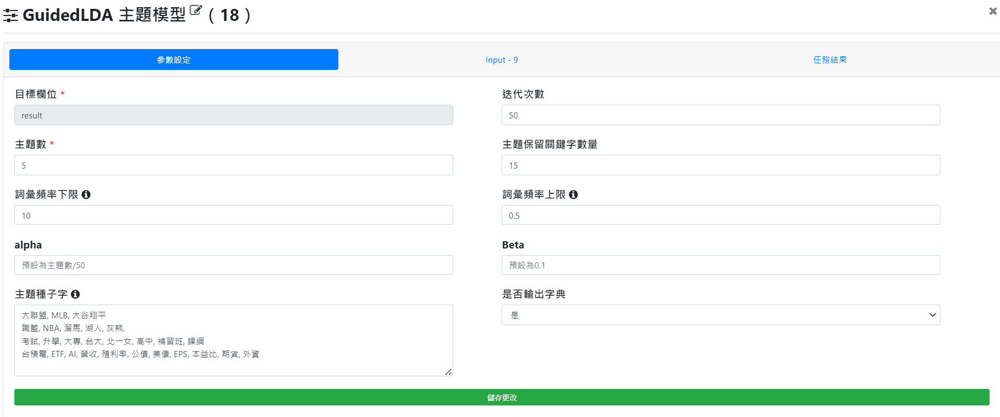 GuidedLDA 主題模型 ( 18 )
參數設定
Input - 9
任務結果
目標欄位 *
迭代次數
result
50
主題數 *
主題保留關鍵字數量
5
15
詞彙頻率下限
詞彙頻率上限
10
0.5
alpha
Beta
預設為主題數/50
預設為0.1
主題種子字
是否輸出字典
大聯盟, MLB, 大谷翔平
職籃, NBA, 溜馬, 湖人, 灰熊,
考試, 升學, 大專, 台大, 北一女, 高中, 補習班, 課綱
台積電, ETF, AI, 營收, 殖利率, 公債, 美債, EPS, 本益比, 期貨, 外資
是
儲存更改